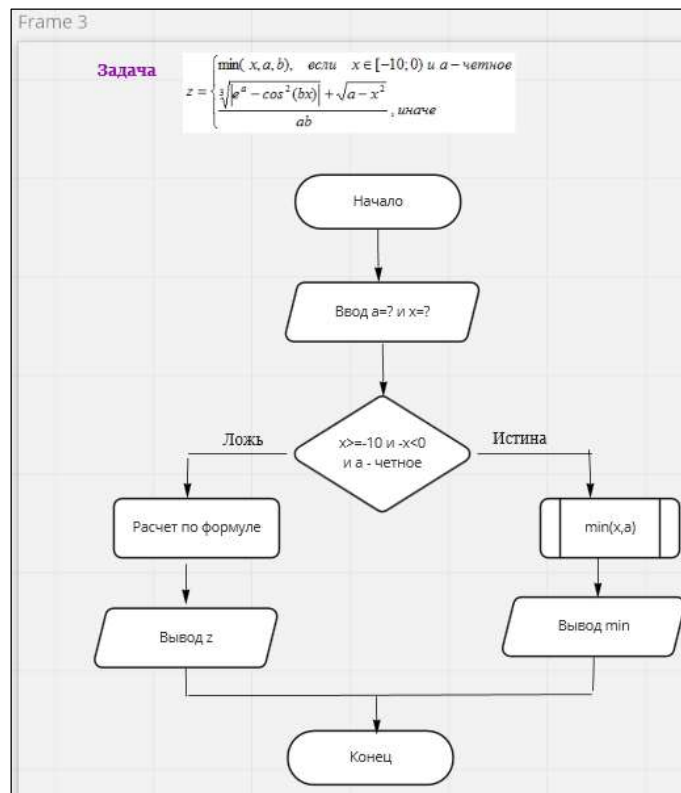 Frame 3
Задача
z = { min( x, a, b), если x ∈ [−10; 0) и a − четное
∛|e^a − cos²(bx)| + √(a − x²)
ab
, иначе
Начало
Ввод a=? и x=?
Ложь
x>=-10 и -x<0
и a - четное
Истина
Расчет по формуле
min(x,a)
Вывод z
Вывод min
Конец